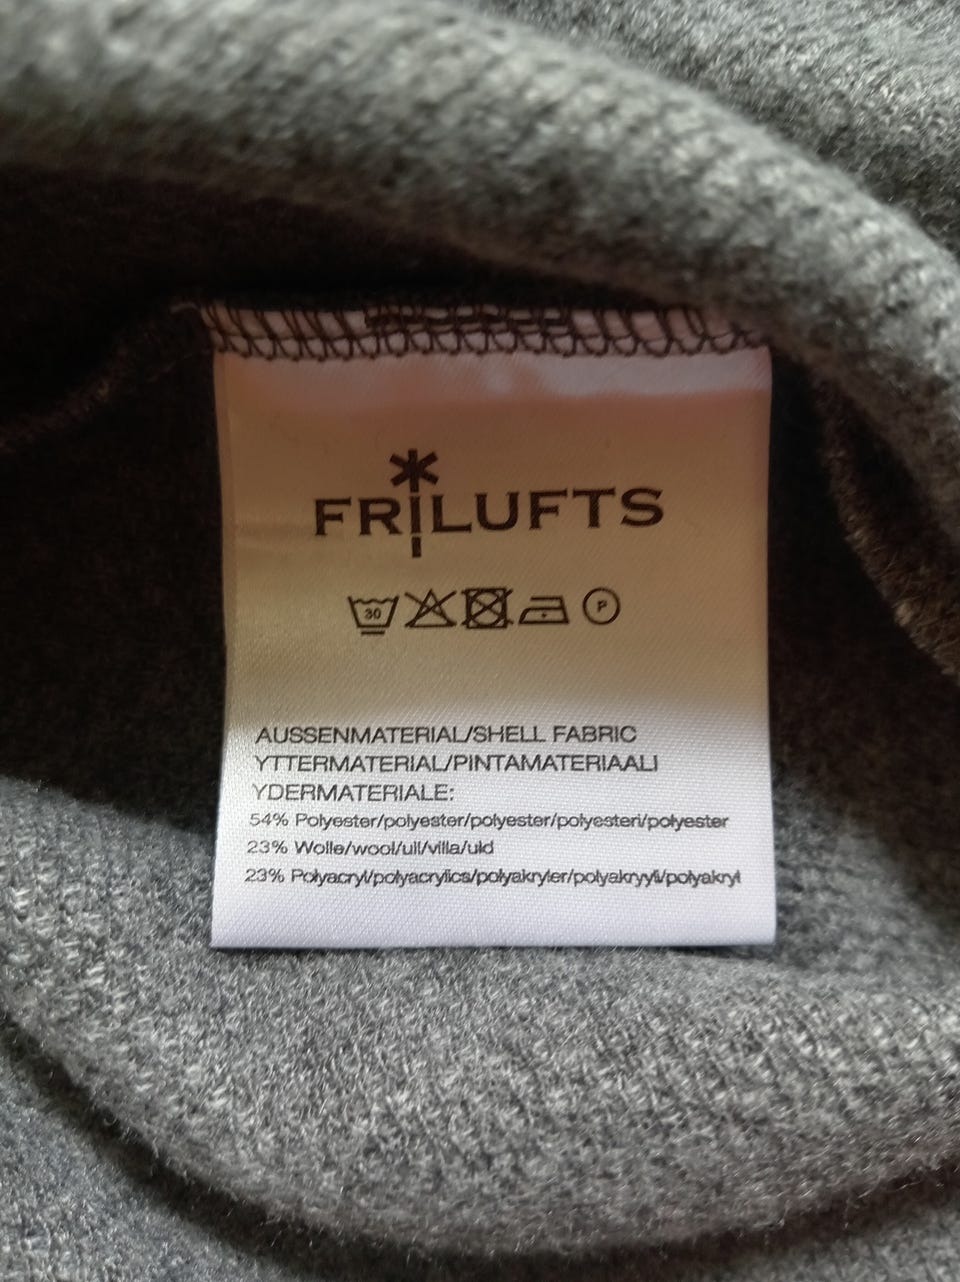 FRILUFTS
30 P
AUSSENMATERIAL/SHELL FABRIC
YTTERMATERIAL/PINTAMATERIAALI
YDERMATERIALE:
54% Polyester/polyester/polyester/polyesteri/polyester
23% Wolle/wool/ull/villa/uld
23% Polyacryl/polyacrylics/polyakryler/polyakryyli/polyakryl